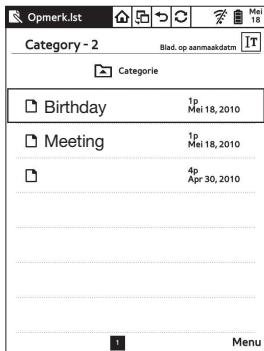 Opmerk.lst
Mei
18
Category - 2
Blad. op aanmaakdatm
IT
Categorie
Birthday
1p
Mei 18, 2010
Meeting
1p
Mei 18, 2010
4p
Apr 30, 2010
1
Menu